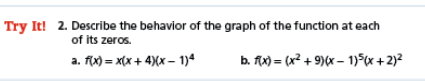 Try It! 2. Describe the behavior of the graph of the function at each
of its zeros.
a. f(x) = x(x + 4)(x – 1)⁴ b. f(x) = (x² + 9)(x – 1)⁵(x + 2)²